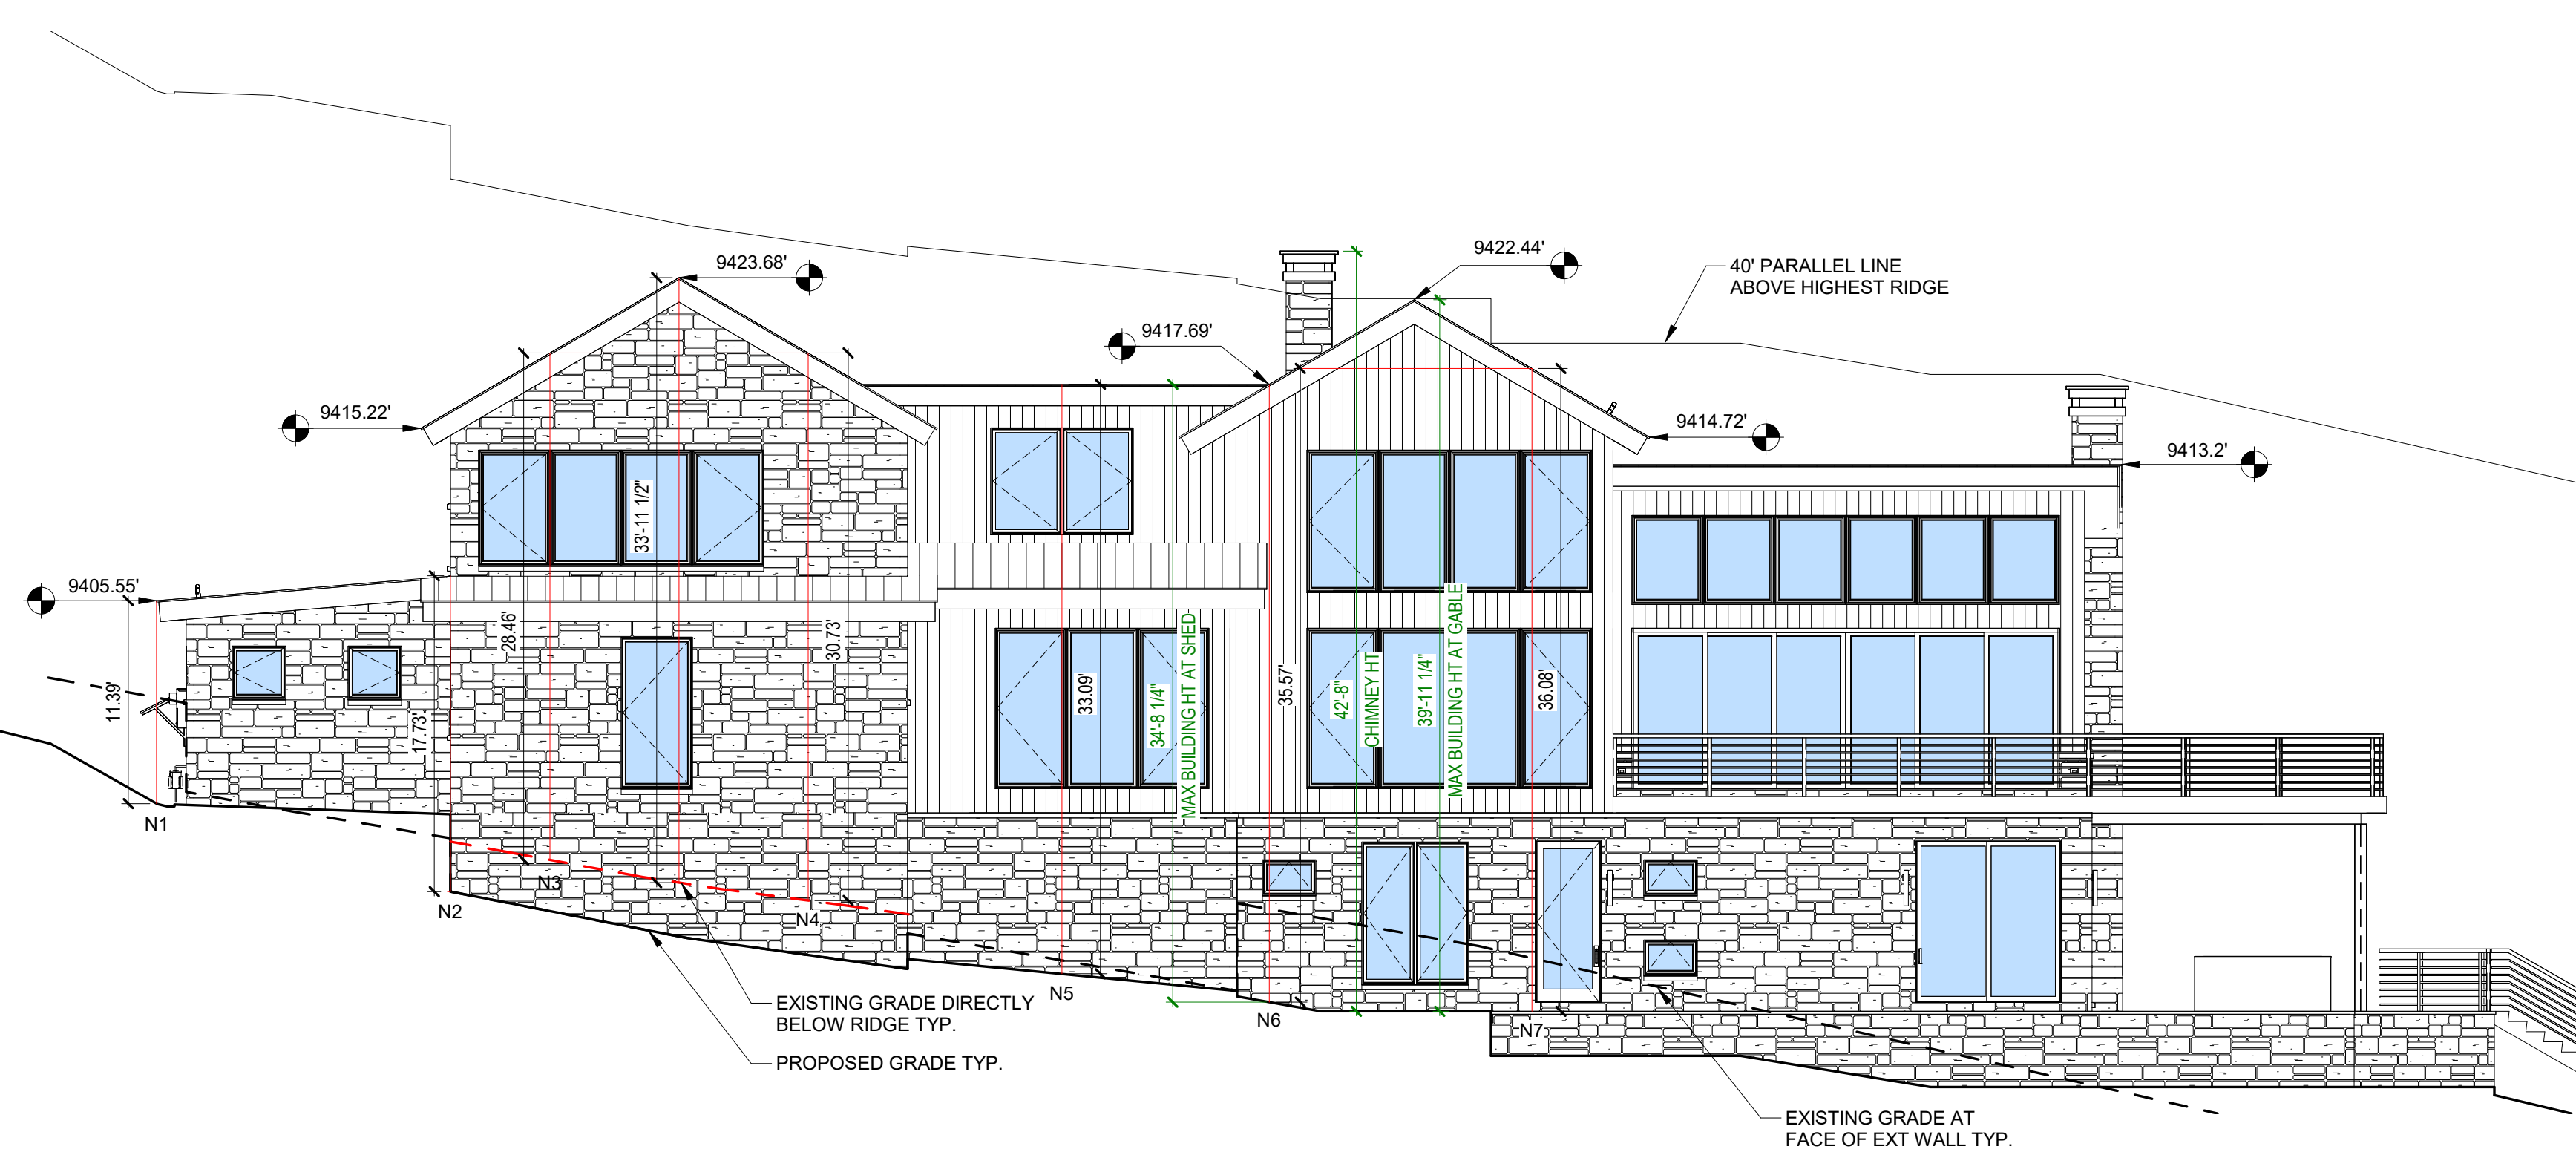 9423.68'
9422.44'
40' PARALLEL LINE
ABOVE HIGHEST RIDGE
9417.69'
9415.22'
9414.72'
9413.2'
9405.55'
11.39'
17.73'
28.46'
33'-11 1/2"
30.73'
33.09'
34'-8 1/4"
MAX BUILDING HT AT SHED
35.57'
42'-8"
CHIMNEY HT
39'-11 1/4"
MAX BUILDING HT AT GABLE
36.08'
N1
N2
N3
N4
N5
N6
N7
EXISTING GRADE DIRECTLY
BELOW RIDGE TYP.
PROPOSED GRADE TYP.
EXISTING GRADE AT
FACE OF EXT WALL TYP.